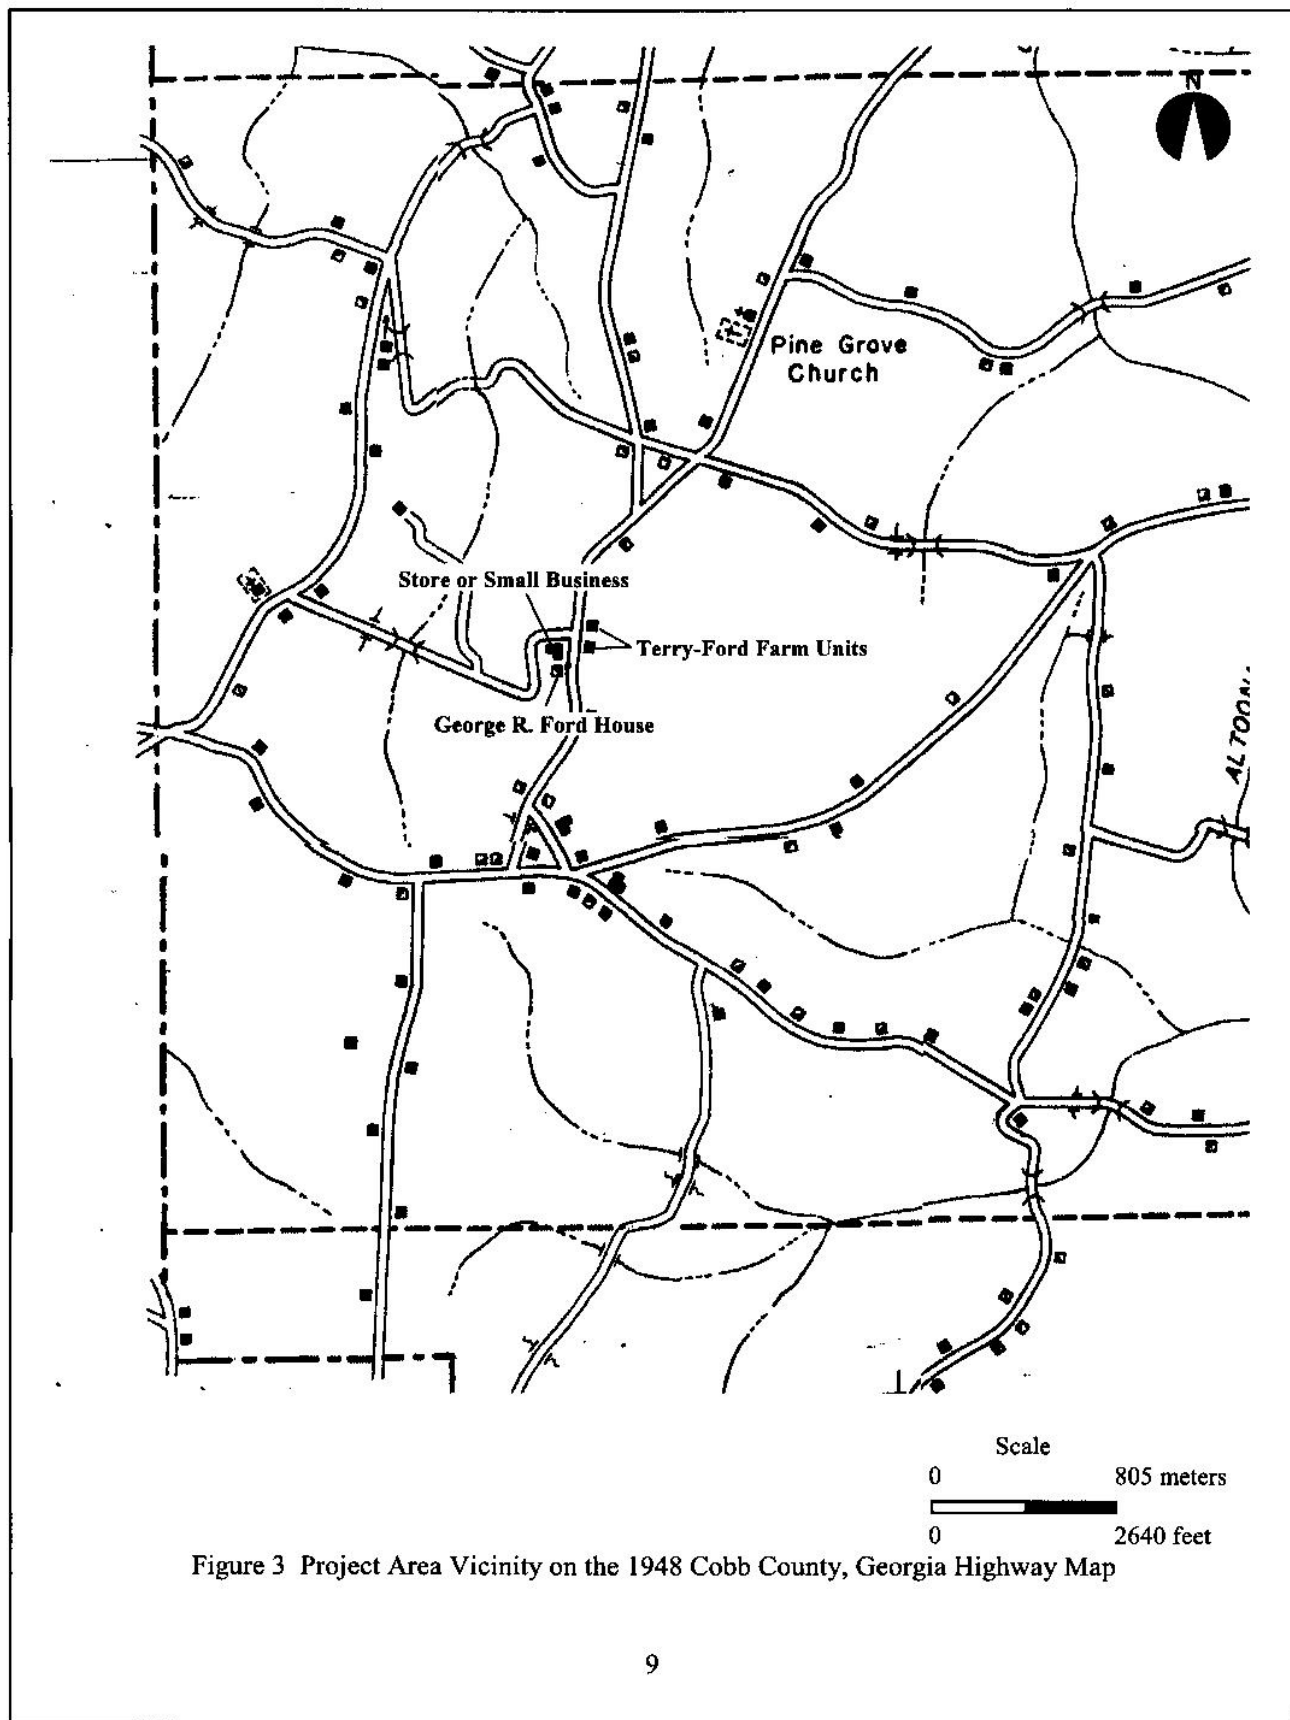 N
Pine Grove
Church
Store or Small Business
Terry-Ford Farm Units
George R. Ford House
ALTOONA
Scale
0 805 meters
0 2640 feet
Figure 3 Project Area Vicinity on the 1948 Cobb County, Georgia Highway Map
9